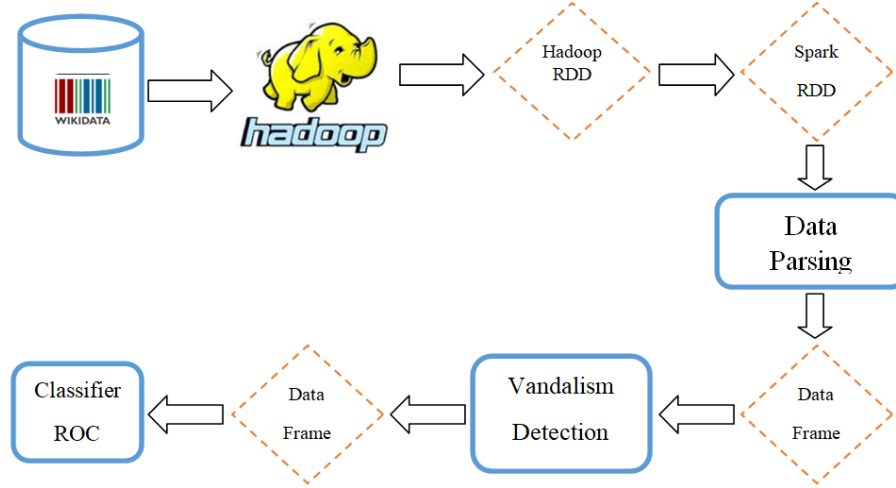 WIKIDATA
hadoop
Hadoop
RDD
Spark
RDD
Data
Parsing
Data
Frame
Vandalism
Detection
Data
Frame
Classifier
ROC